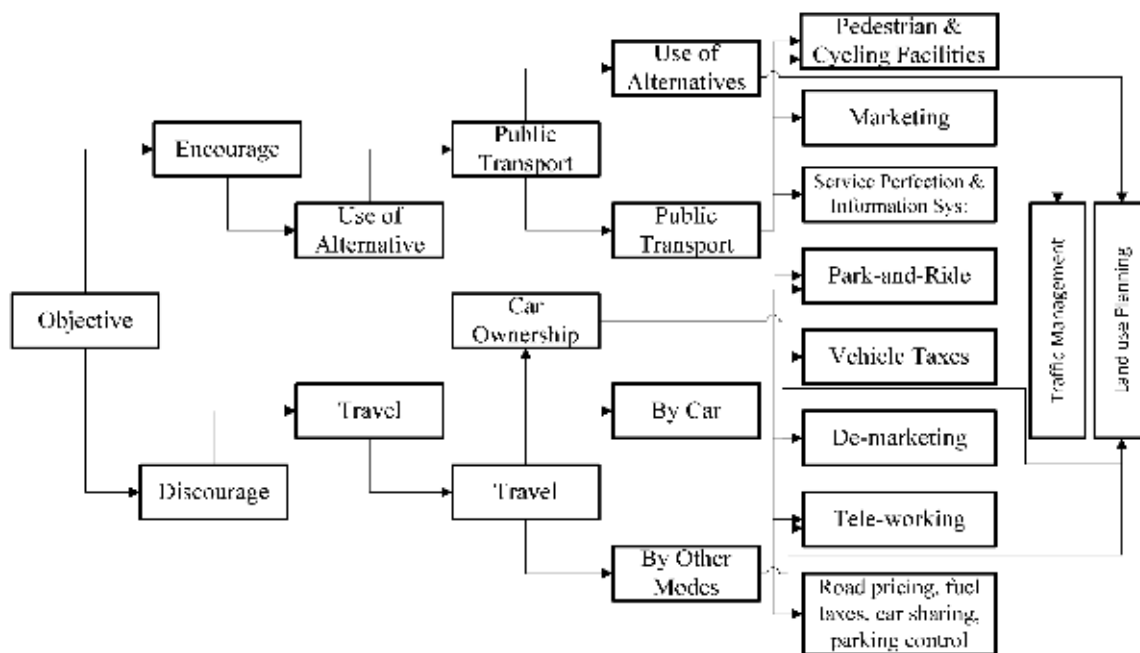 Pedestrian &
Cycling Facilities
Use of
Alternatives
Marketing
Encourage
Public
Transport
Service Perfection &
Information Sys:
Use of
Alternative
Public
Transport
Traffic Management
Land use Planning
Park-and-Ride
Objective
Car
Ownership
Vehicle Taxes
Travel
By Car
De-marketing
Discourage
Travel
Tele-working
By Other
Modes
Road pricing, fuel
taxes, car sharing,
parking control